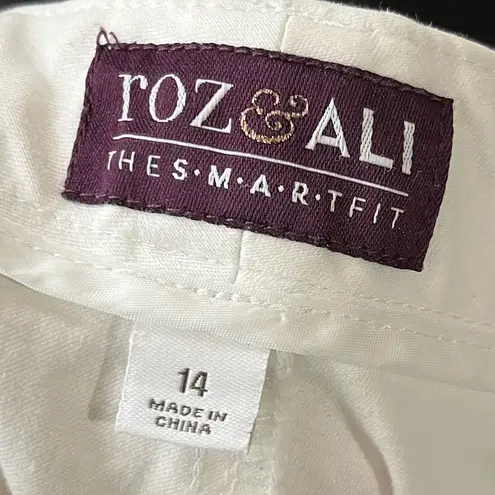 roz & ALI
THE S·M·A·R·T FIT
14
MADE IN
CHINA